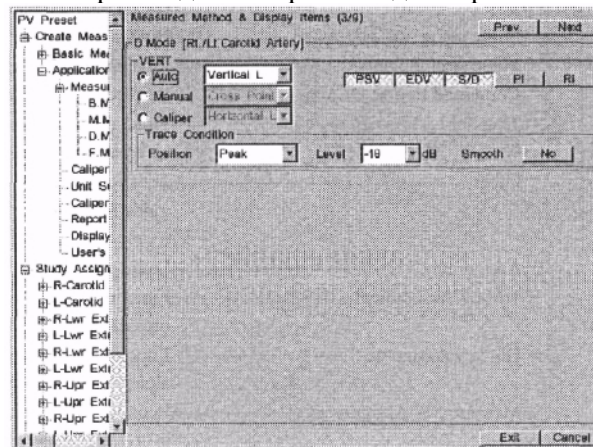 PV Preset
Create Meas
Basic Me
Application
Measur
B.M
M.M
D.M
F.M
Caliper
Unit S
Caliper
Report
Display
User's
Study Assign
R-Carotid
L-Carotid
R-Lwr Ext
L-Lwr Ext
R-Lwr Ext
L-Lwr Ext
R-Upr Ext
L-Upr Ext
R-Upr Ext
Measured Method & Display Items (3/9)
Prev. Next
D.Mode [Rt./Lt.Carotid Artery]
VERT
Auto Vertical L PSV EDV S/D PI RI
Manual Cross Point
Caliper Horizontal L
Trace Condition
Position Peak Level -18 dB Smooth No
Exit Cancel